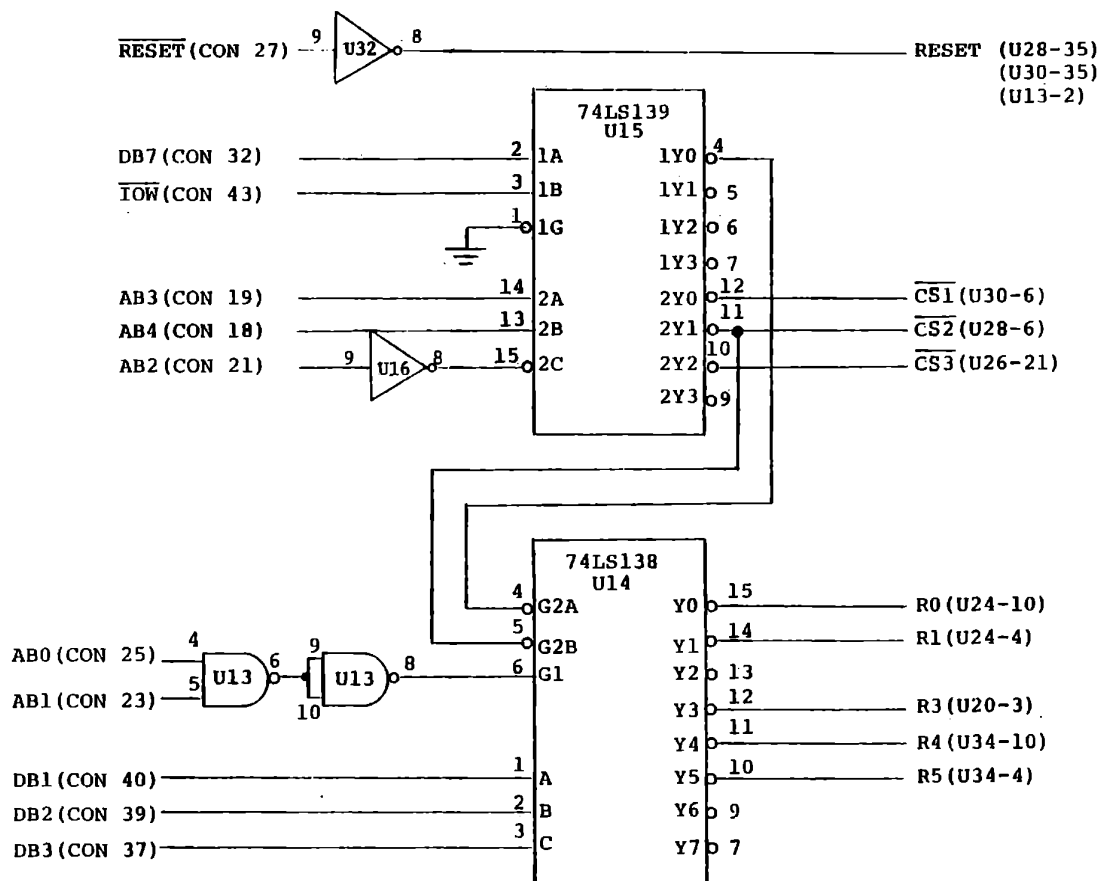 R̅E̅S̅E̅T̅(CON 27) 9 U32 8 RESET (U28-35)
(U30-35)
(U13-2)
74LS139
U15
DB7(CON 32) 2 1A 1Y0 4
I̅O̅W̅(CON 43) 3 1B 1Y1 5
1 1G 1Y2 6
1Y3 7
AB3(CON 19) 14 2A 2Y0 12 C̅S̅1̅(U30-6)
AB4(CON 18) 13 2B 2Y1 11 C̅S̅2̅(U28-6)
AB2(CON 21) 9 U16 8 15 2C 2Y2 10 C̅S̅3̅(U26-21)
2Y3 9
74LS138
U14
4 G2A Y0 15 R0(U24-10)
5 G2B Y1 14 R1(U24-4)
AB0(CON 25) 4 U13 6 9 U13 8 6 G1 Y2 13
AB1(CON 23) 5 10 Y3 12 R3(U20-3)
Y4 11 R4(U34-10)
DB1(CON 40) 1 A Y5 10 R5(U34-4)
DB2(CON 39) 2 B Y6 9
DB3(CON 37) 3 C Y7 7